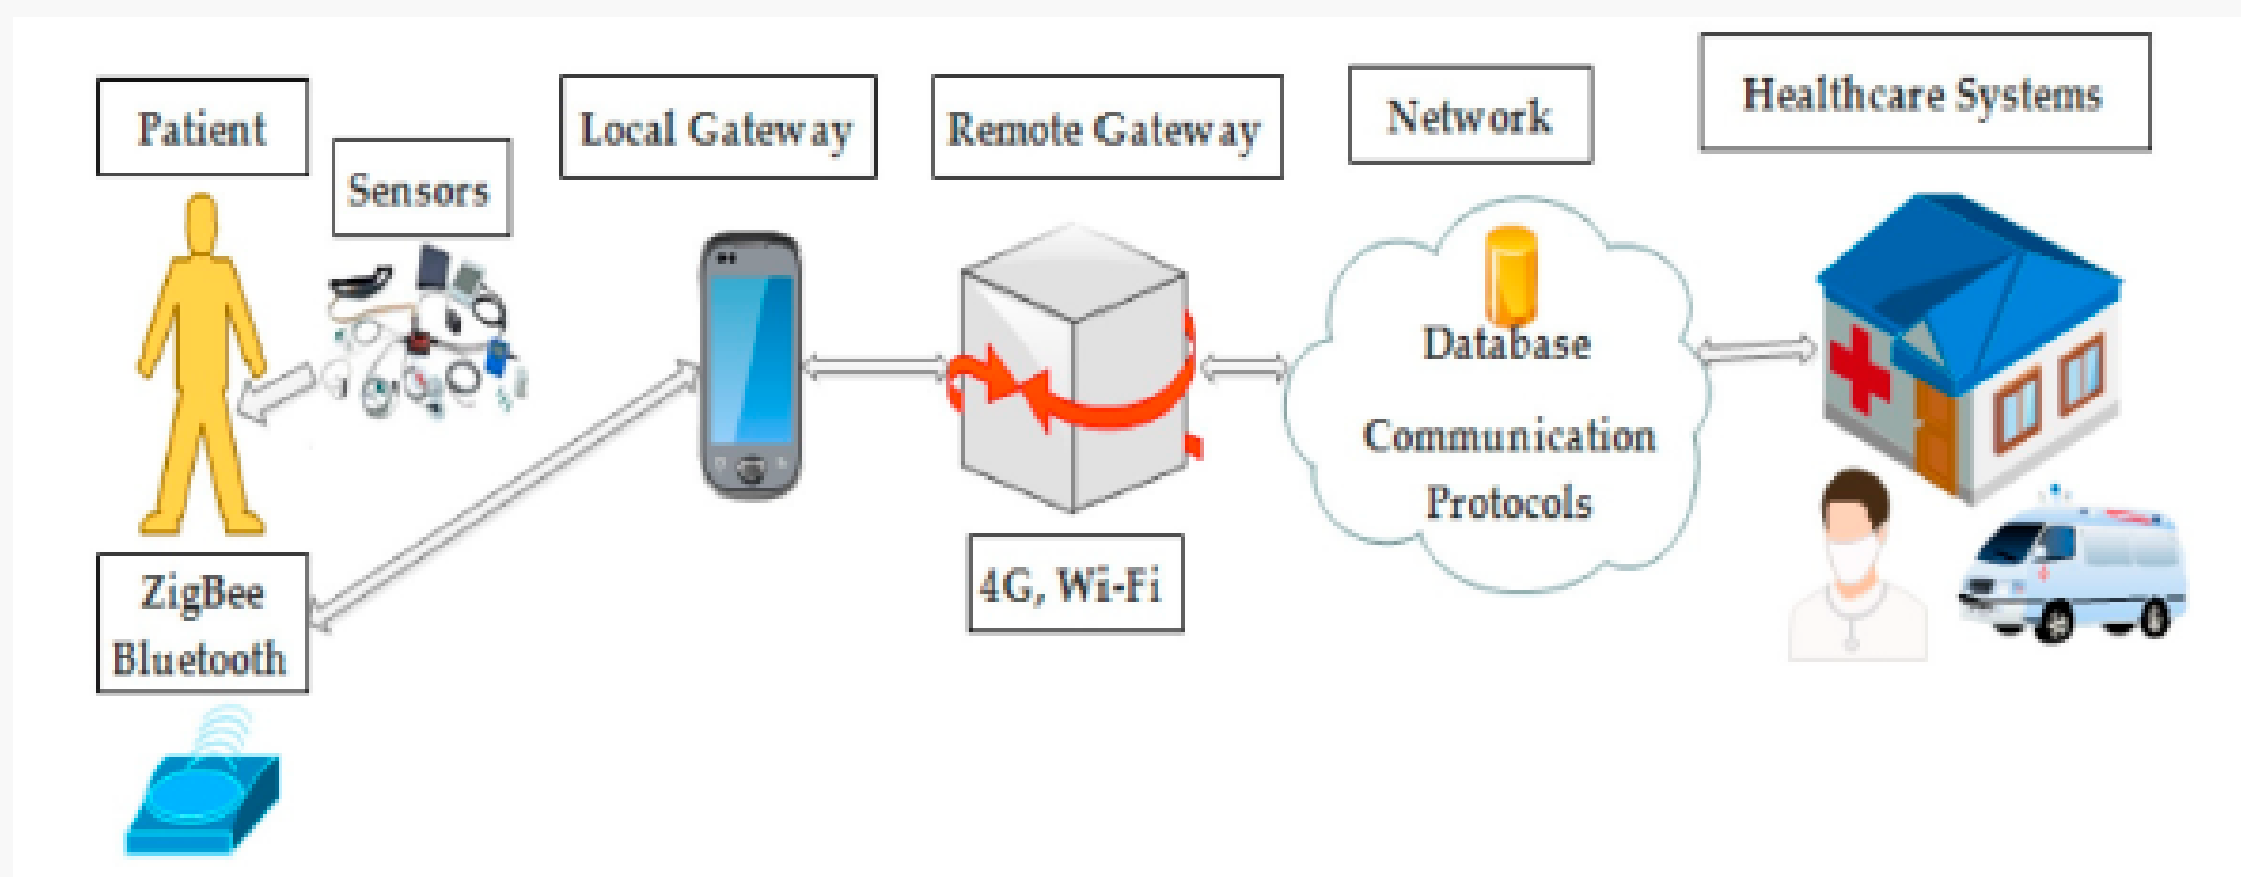 Patient
Sensors
Local Gateway
Remote Gateway
Network
Healthcare Systems
Database
Communication
Protocols
4G, Wi-Fi
ZigBee
Bluetooth